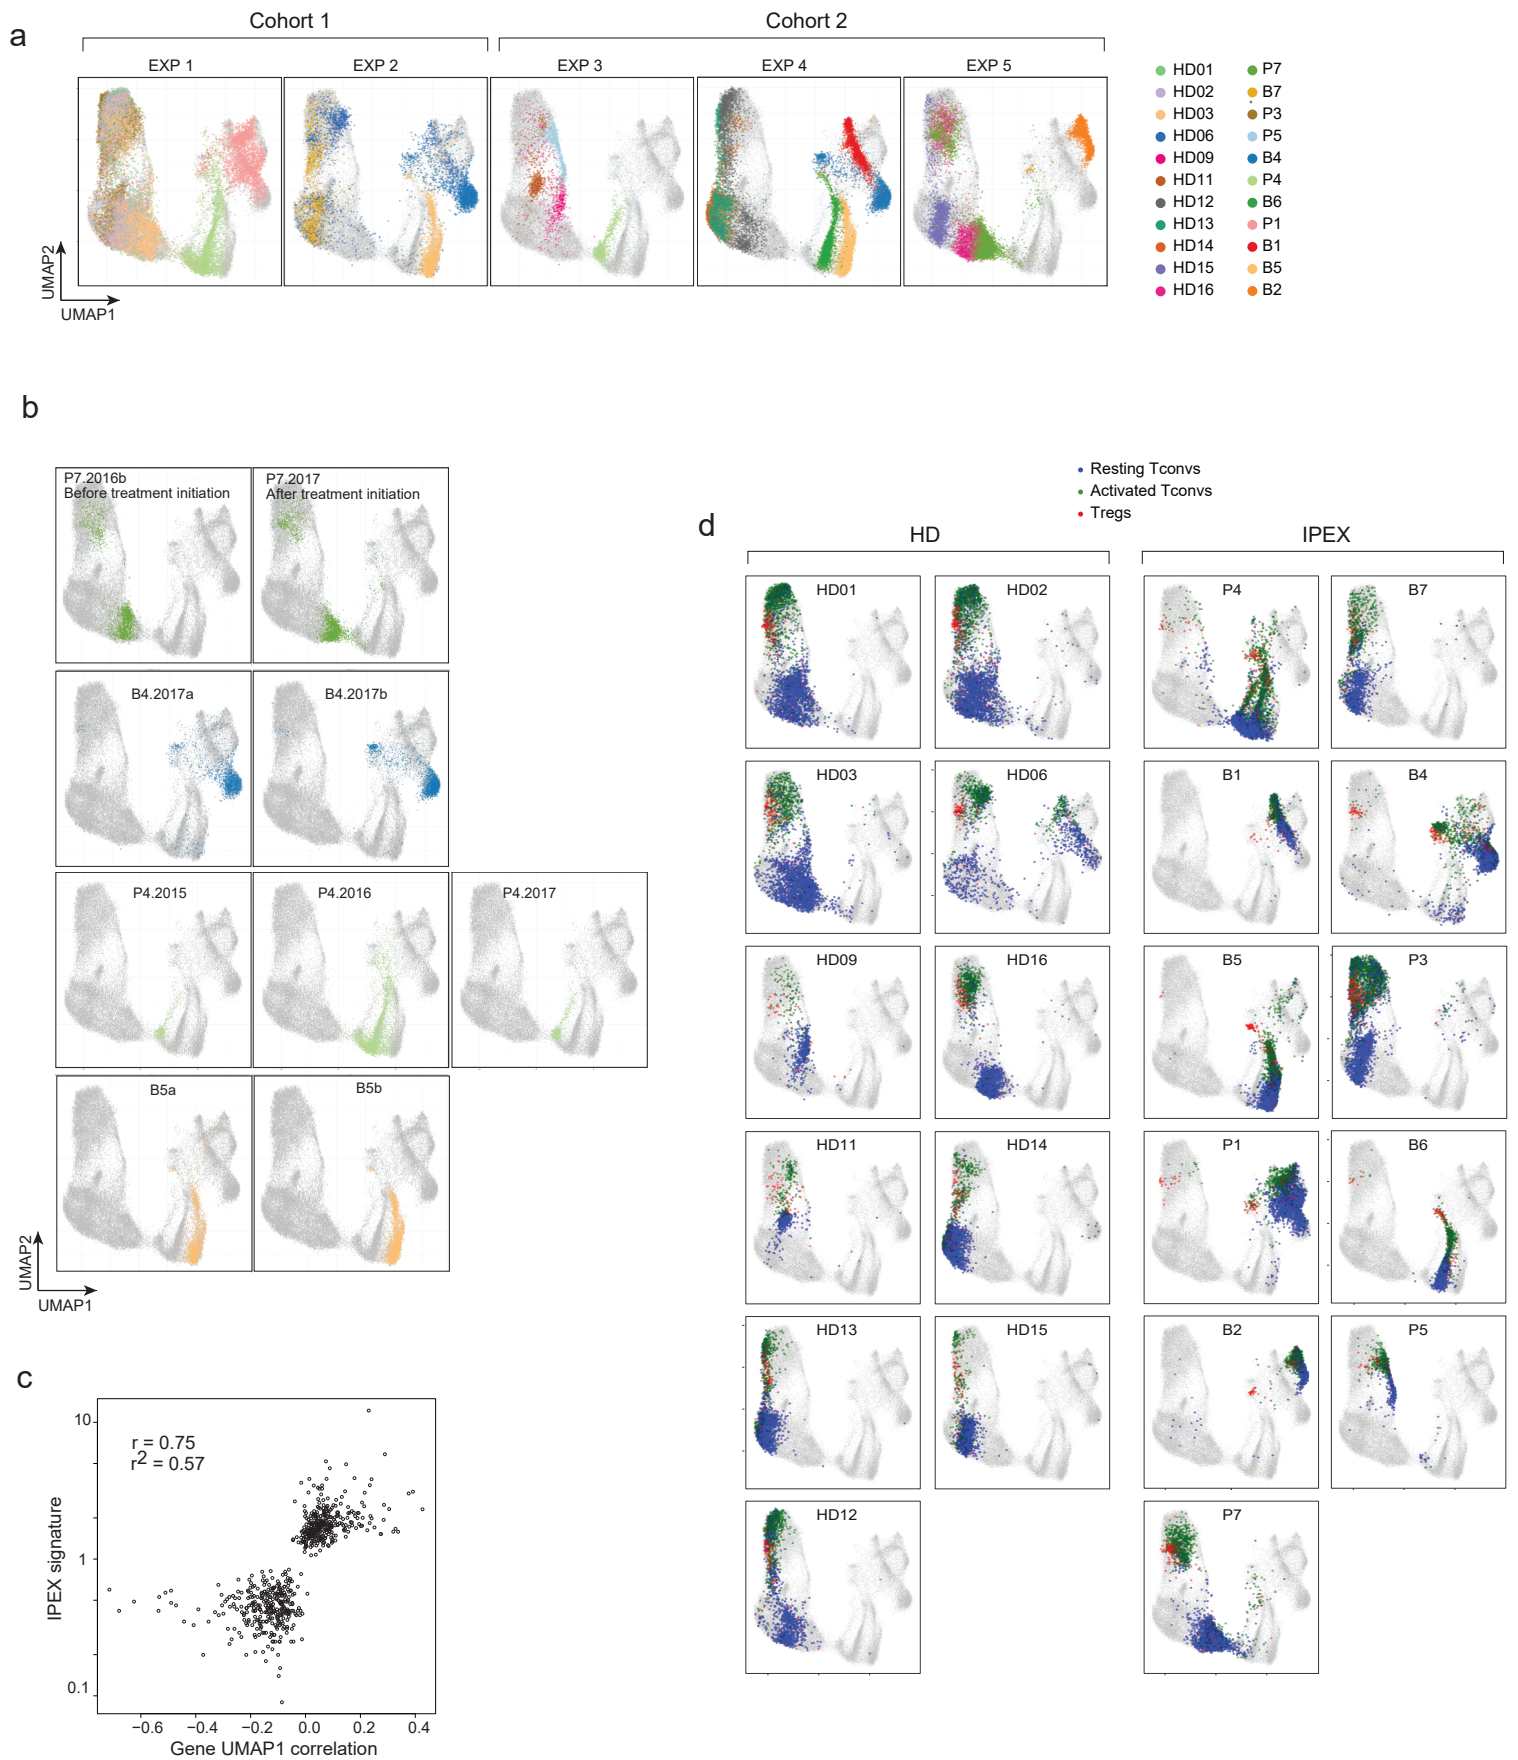 a
Cohort 1
Cohort 2
EXP 1
EXP 2
EXP 3
EXP 4
EXP 5
HD01
HD02
HD03
HD06
HD09
HD11
HD12
HD13
HD14
HD15
HD16
P7
B7
P3
P5
B4
P4
B6
P1
B1
B5
B2
UMAP2
UMAP1
b
P7.2016b
Before treatment initiation
P7.2017
After treatment initiation
B4.2017a
B4.2017b
P4.2015
P4.2016
P4.2017
B5a
B5b
UMAP2
UMAP1
c
r = 0.75
r2 = 0.57
10
1
0.1
IPEX signature
−0.6
−0.4
−0.2
0.0
0.2
0.4
Gene UMAP1 correlation
Resting Tconvs
Activated Tconvs
Tregs
d
HD
IPEX
HD01
HD02
P4
B7
HD03
HD06
B1
B4
HD09
HD16
B5
P3
HD11
HD14
P1
B6
HD13
HD15
B2
P5
HD12
P7